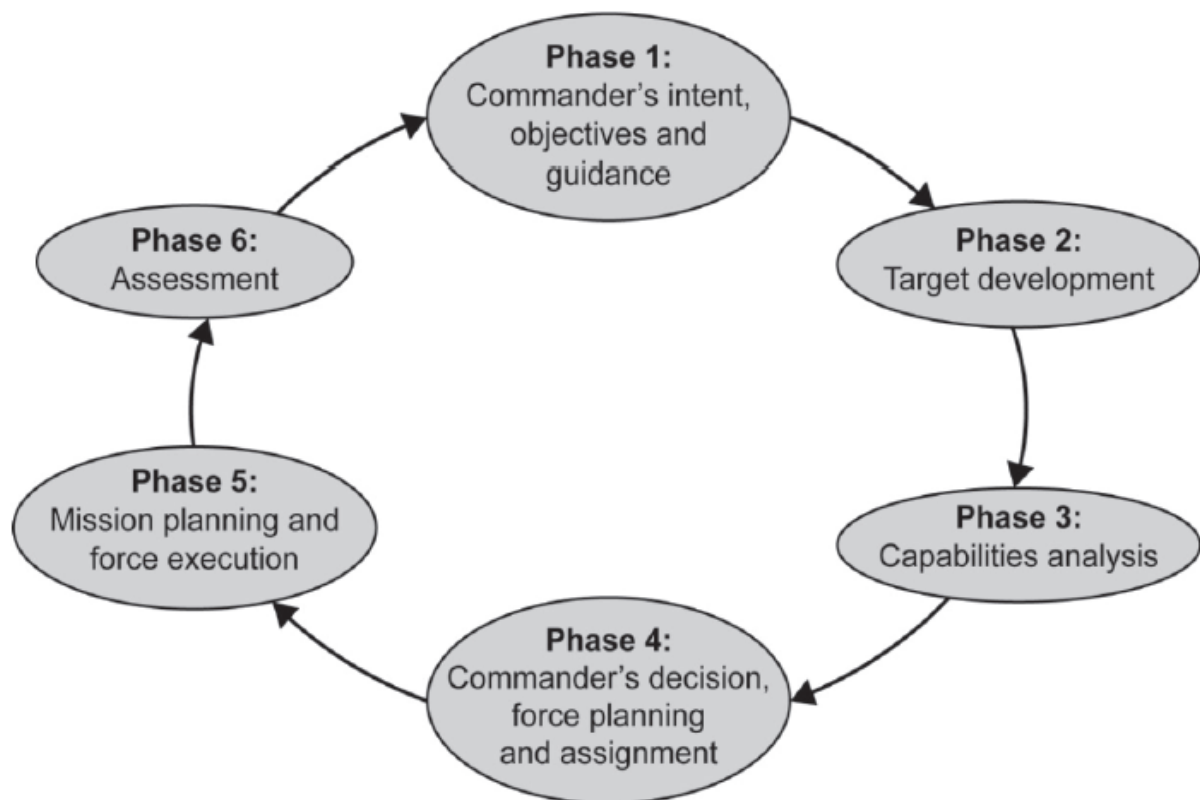 Phase 1:
Commander’s intent,
objectives and
guidance
Phase 2:
Target development
Phase 3:
Capabilities analysis
Phase 4:
Commander’s decision,
force planning
and assignment
Phase 5:
Mission planning and
force execution
Phase 6:
Assessment